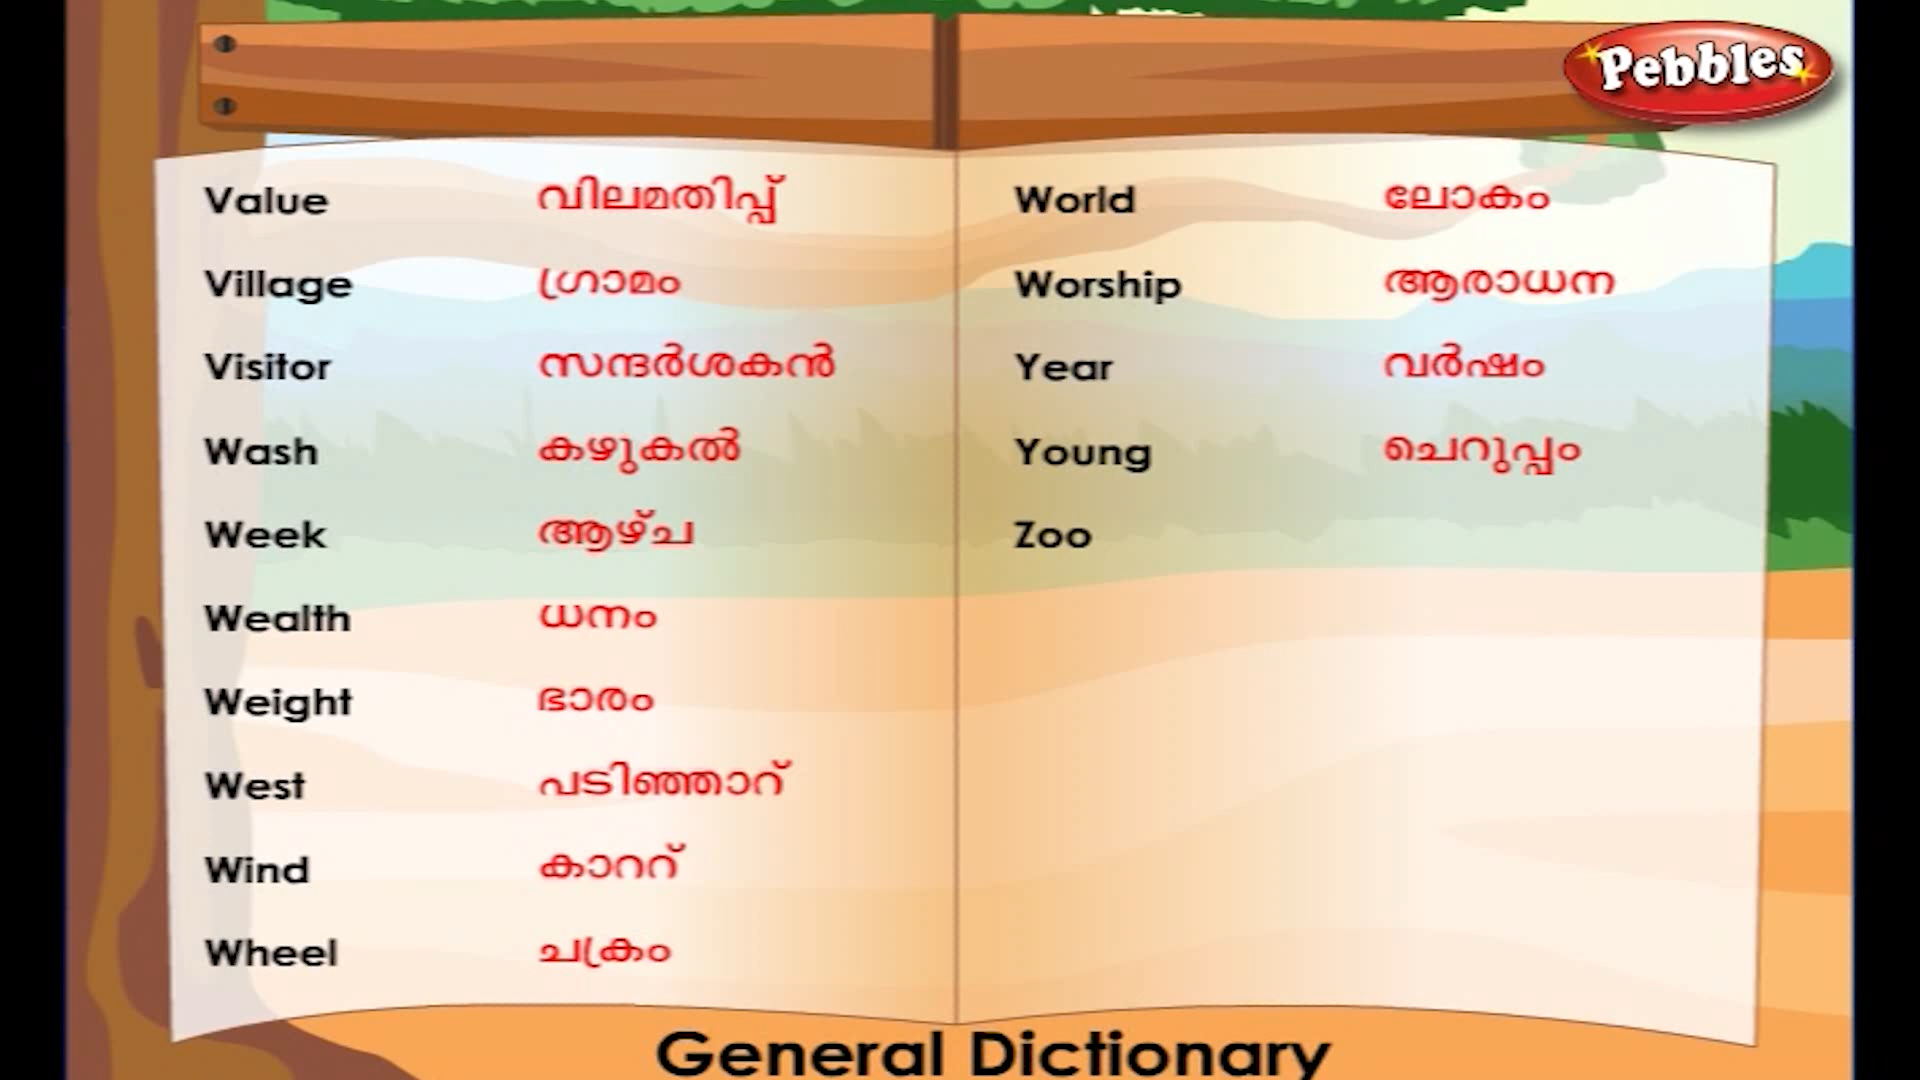 Pebbles
Value വിലമതിപ്പ്
Village ഗ്രാമം
Visitor സന്ദർശകൻ
Wash കഴുകൽ
Week ആഴ്ച
Wealth ധനം
Weight ഭാരം
West പടിഞ്ഞാറ്
Wind കാററ്
Wheel ചക്രം
World ലോകം
Worship ആരാധന
Year വർഷം
Young ചെറുപ്പം
Zoo
General Dictionary